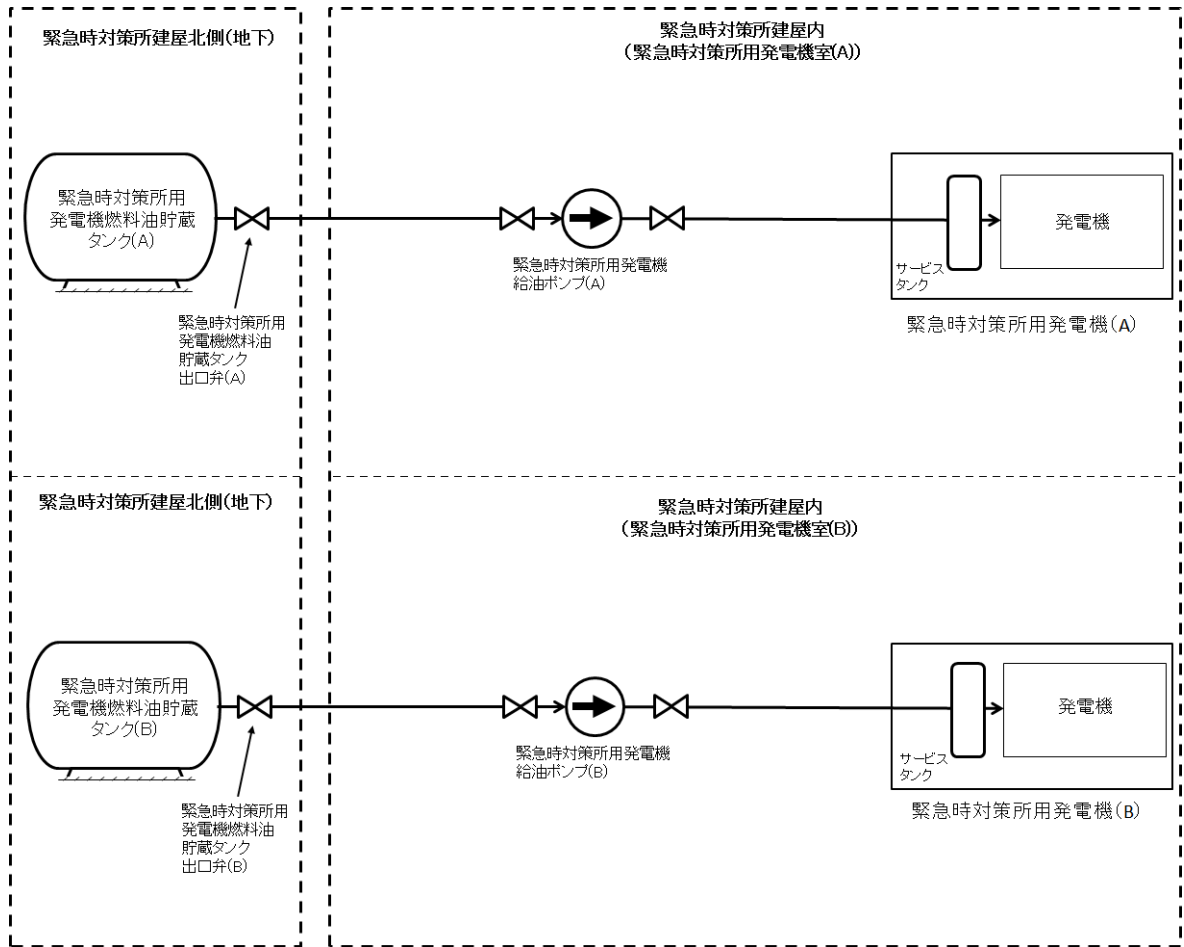 緊急時対策所建屋北側(地下)
緊急時対策所建屋内
(緊急時対策所用発電機室(A))
緊急時対策所用
発電機燃料油貯蔵
タンク(A)
緊急時対策所用
発電機燃料油
貯蔵タンク
出口弁(A)
緊急時対策所用発電機
給油ポンプ(A)
サービス
タンク
発電機
緊急時対策所用発電機(A)
緊急時対策所建屋北側(地下)
緊急時対策所建屋内
(緊急時対策所用発電機室(B))
緊急時対策所用
発電機燃料油貯蔵
タンク(B)
緊急時対策所用
発電機燃料油
貯蔵タンク
出口弁(B)
緊急時対策所用発電機
給油ポンプ(B)
サービス
タンク
発電機
緊急時対策所用発電機(B)